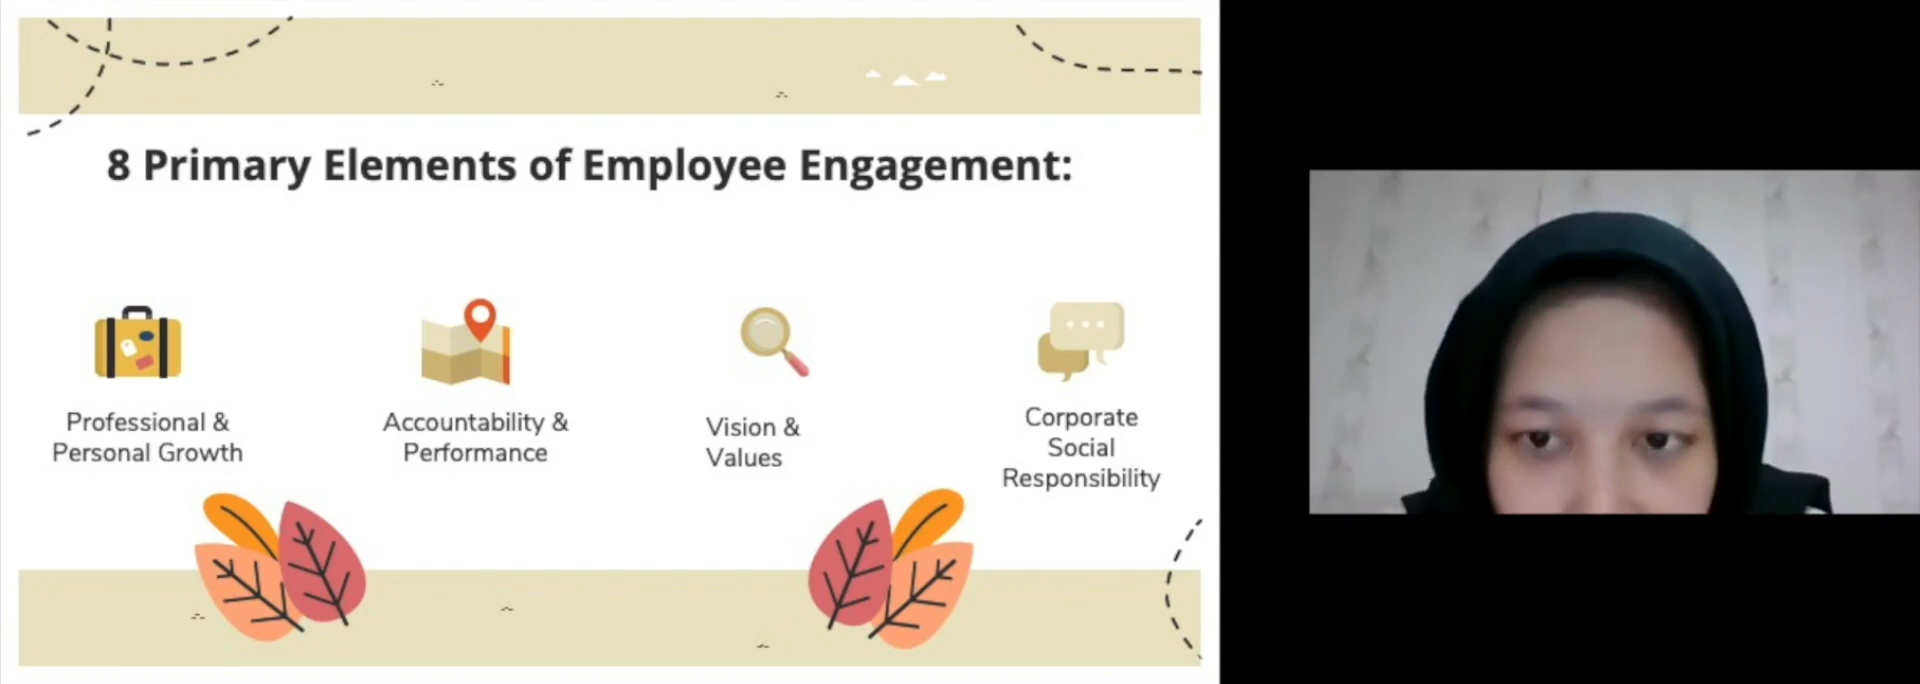 8 Primary Elements of Employee Engagement:
Professional &
Personal Growth
Accountability &
Performance
Vision &
Values
Corporate
Social
Responsibility